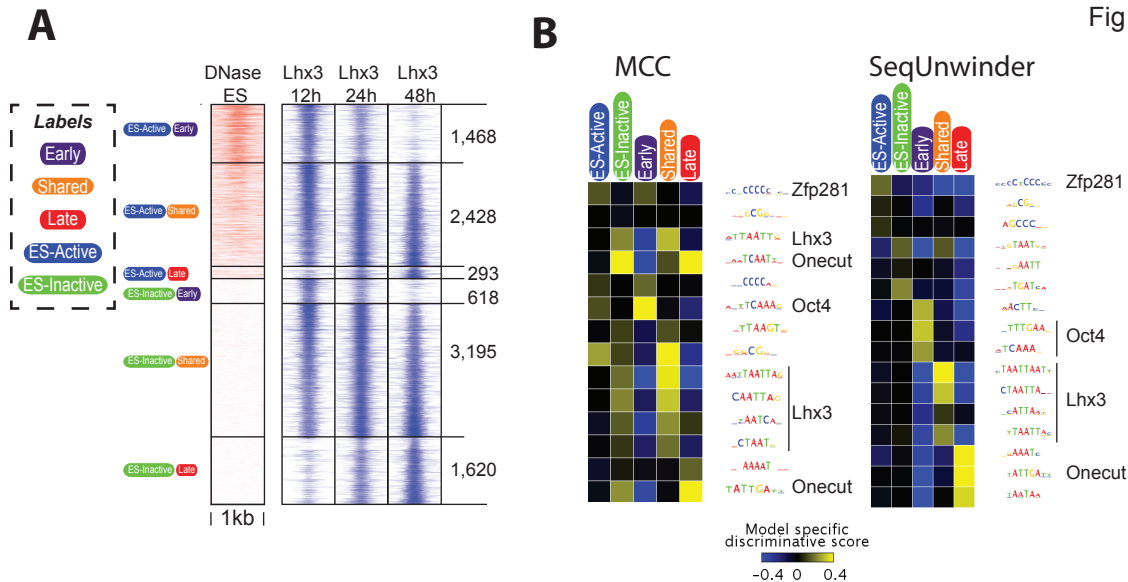 Fig
A
DNase ES
Lhx3 12h
Lhx3 24h
Lhx3 48h
Labels
Early
Shared
Late
ES-Active
ES-Inactive
ES-Active Early
1,468
ES-Active Shared
2,428
ES-Active Late
293
ES-Inactive Early
618
ES-Inactive Shared
3,195
ES-Inactive Late
1,620
1kb
B
MCC
ES-Active
ES-Inactive
Early
Shared
Late
Zfp281
Lhx3
Onecut
Oct4
Lhx3
Onecut
SeqUnwinder
ES-Active
ES-Inactive
Early
Shared
Late
Zfp281
Oct4
Lhx3
Onecut
Model specific
discriminative score
-0.4 0 0.4